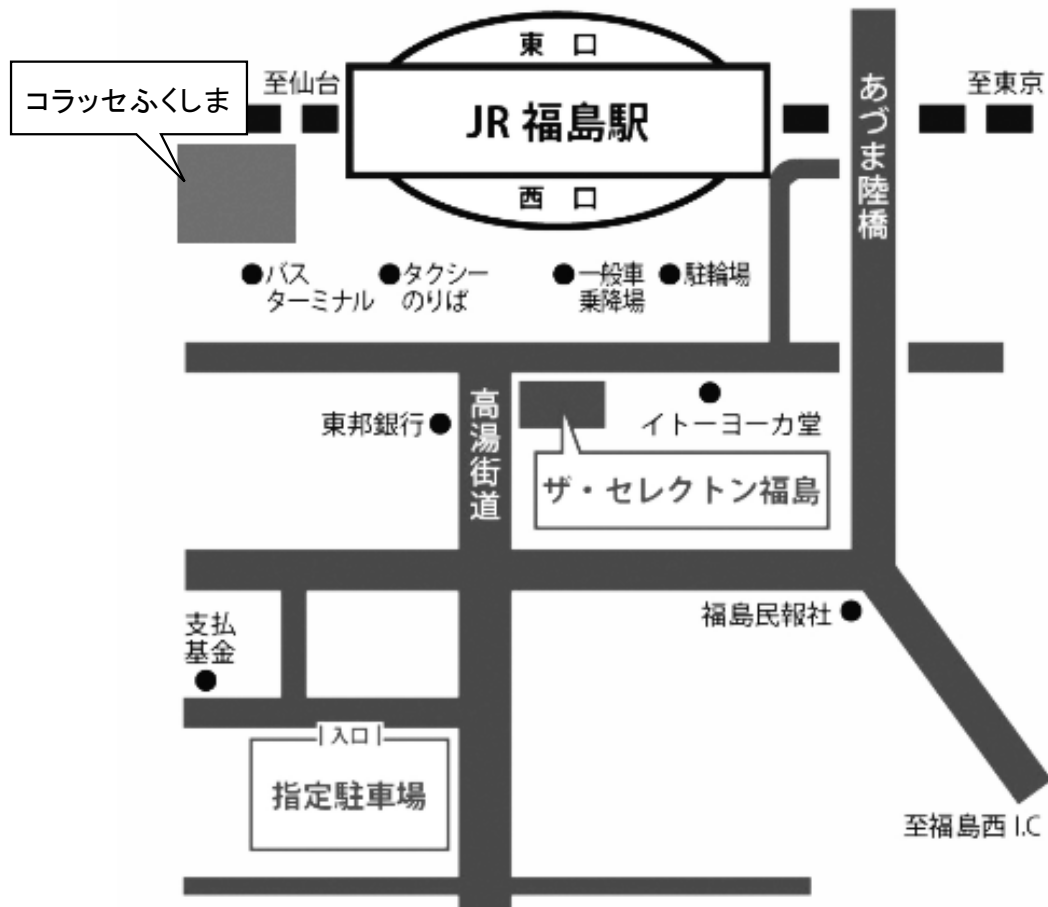 東 口
コラッセふくしま
至仙台
JR 福島駅
あづま陸橋
至東京
西 口
バス
ターミナル
タクシー
のりば
一般車
乗降場
駐輪場
東邦銀行
高湯街道
イトーヨーカ堂
ザ・セレクトン福島
支払
基金
福島民報社
入口
指定駐車場
至福島西 I.C